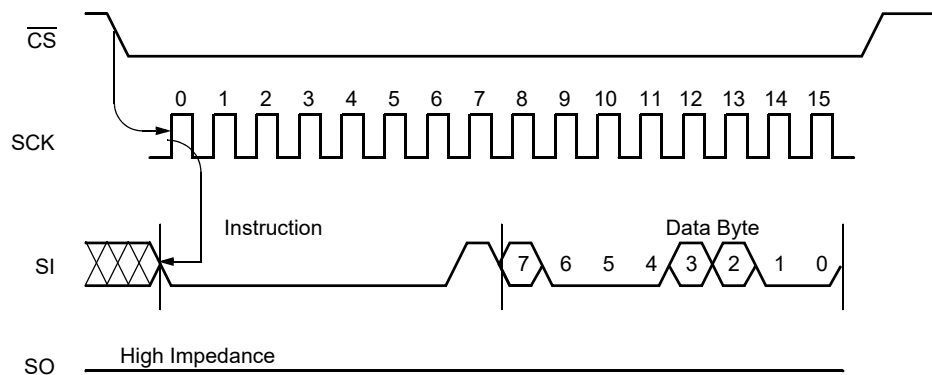 CS
0 1 2 3 4 5 6 7 8 9 10 11 12 13 14 15
SCK
Instruction
Data Byte
SI
7 6 5 4 3 2 1 0
High Impedance
SO